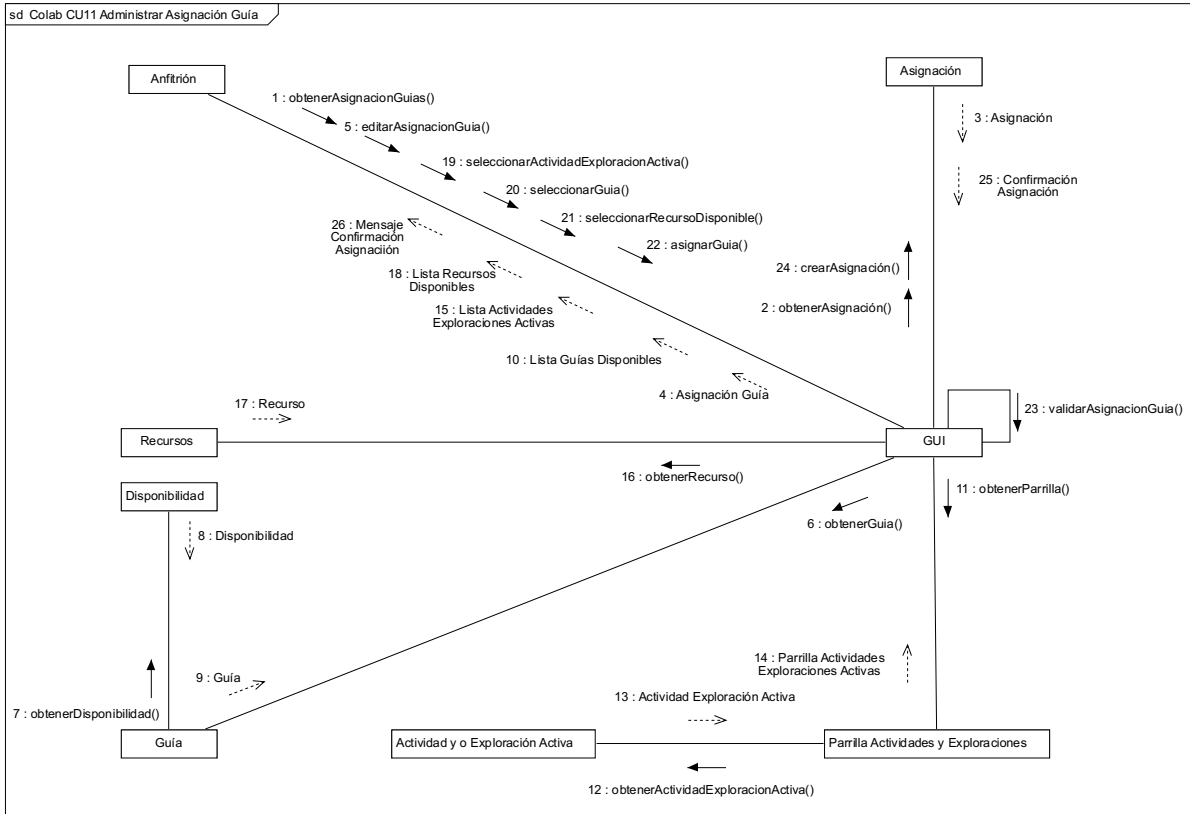 sd Colab CU11 Administrar Asignación Guía
Anfitrión
Asignación
1 : obtenerAsignacionGuias()
5 : editarAsignacionGuia()
19 : seleccionarActividadExploracionActiva()
20 : seleccionarGuia()
21 : seleccionarRecursoDisponible()
22 : asignarGuia()
3 : Asignación
25 : Confirmación
Asignación
26 : Mensaje
Confirmación
Asignaciión
18 : Lista Recursos
Disponibles
15 : Lista Actividades
Exploraciones Activas
10 : Lista Guías Disponibles
4 : Asignación Guía
24 : crearAsignación()
2 : obtenerAsignación()
17 : Recurso
Recursos
GUI
23 : validarAsignacionGuia()
16 : obtenerRecurso()
11 : obtenerParrilla()
6 : obtenerGuia()
Disponibilidad
8 : Disponibilidad
9 : Guía
7 : obtenerDisponibilidad()
Guía
14 : Parrilla Actividades
Exploraciones Activas
13 : Actividad Exploración Activa
Actividad y o Exploración Activa
Parrilla Actividades y Exploraciones
12 : obtenerActividadExploracionActiva()